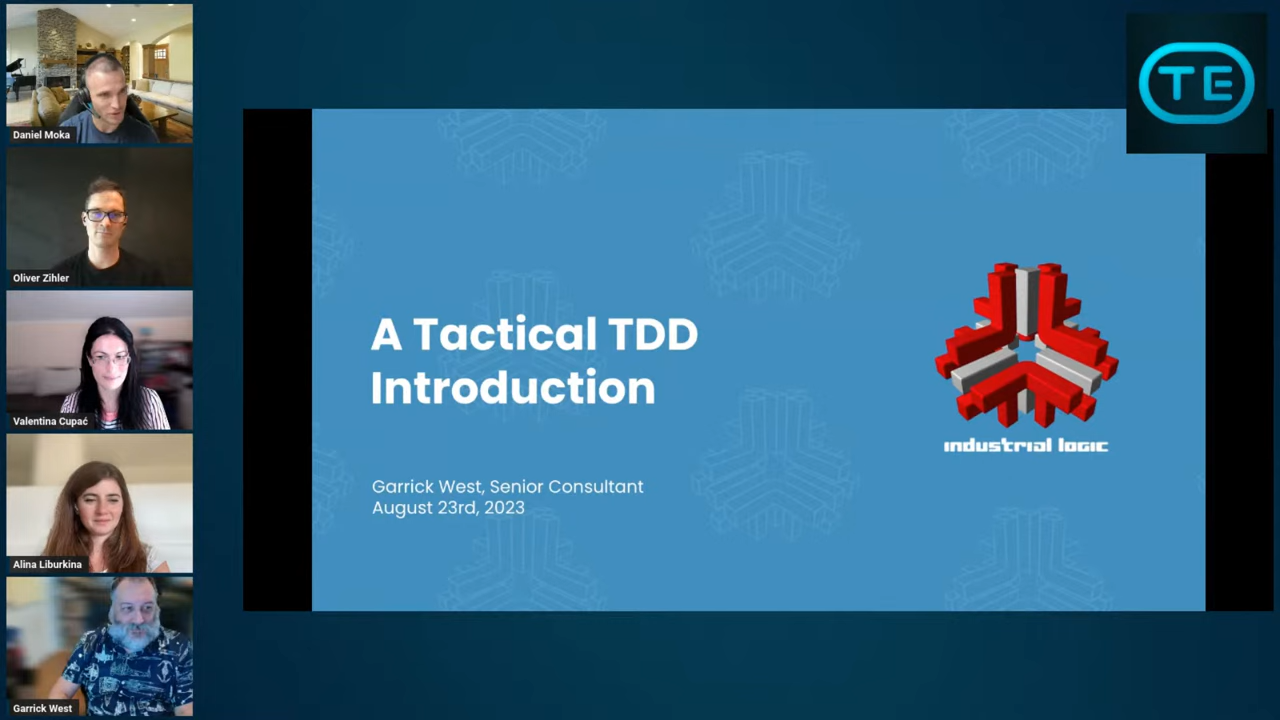 Daniel Moka
Oliver Zihler
Valentina Cupać
Alina Liburkina
Garrick West
TE
A Tactical TDD
Introduction
Garrick West, Senior Consultant
August 23rd, 2023
industrial logic